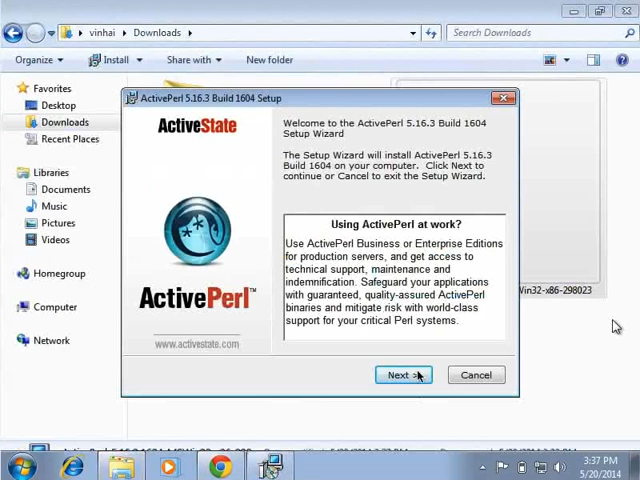 vinhai
Downloads
Search Downloads
Organize
Install
Share with
New folder
Favorites
Desktop
Downloads
Recent Places
Libraries
Documents
Music
Pictures
Videos
Homegroup
Computer
Network
ActivePerl 5.16.3 Build 1604 Setup
ActiveState
ActivePerl™
www.activestate.com
Welcome to the ActivePerl 5.16.3 Build 1604
Setup Wizard
The Setup Wizard will install ActivePerl 5.16.3
Build 1604 on your computer. Click Next to
continue or Cancel to exit the Setup Wizard.
Using ActivePerl at work?
Use ActivePerl Business or Enterprise Editions
for production servers, and get access to
technical support, maintenance and
indemnification. Safeguard your applications
with guaranteed, quality-assured ActivePerl
binaries and mitigate risk with world-class
support for your critical Perl systems.
Next >
Cancel
Win32-x86-298023
3:37 PM
5/20/2014